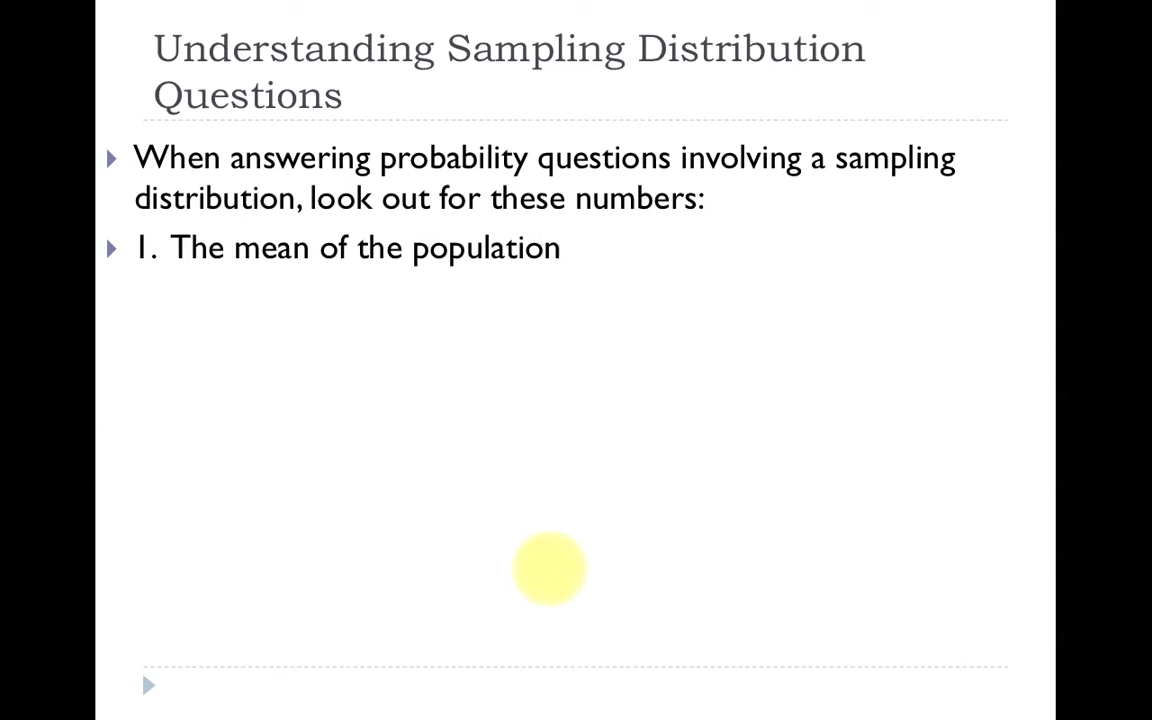 Understanding Sampling Distribution
Questions
When answering probability questions involving a sampling
distribution, look out for these numbers:
1. The mean of the population